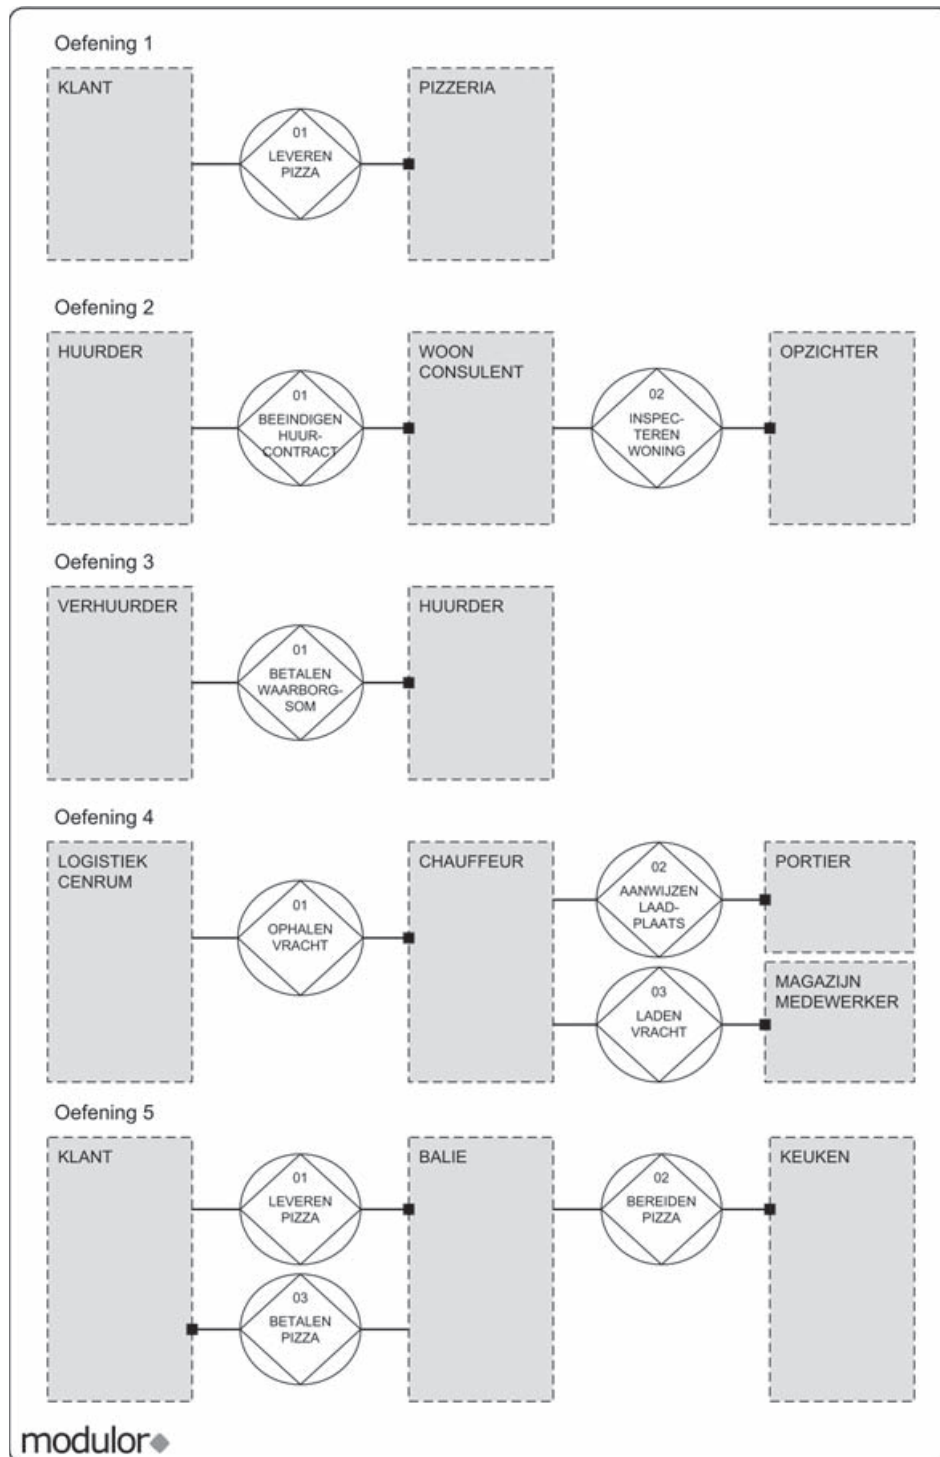 Oefening 1
KLANT
01
LEVEREN
PIZZA
PIZZERIA
Oefening 2
HUURDER
01
BEEINDIGEN
HUUR-
CONTRACT
WOON
CONSULENT
02
INSPEC-
TEREN
WONING
OPZICHTER
Oefening 3
VERHUURDER
01
BETALEN
WAARBORG-
SOM
HUURDER
Oefening 4
LOGISTIEK
CENRUM
01
OPHALEN
VRACHT
CHAUFFEUR
02
AANWIJZEN
LAAD-
PLAATS
PORTIER
03
LADEN
VRACHT
MAGAZIJN
MEDEWERKER
Oefening 5
KLANT
01
LEVEREN
PIZZA
BALIE
02
BEREIDEN
PIZZA
KEUKEN
03
BETALEN
PIZZA
modulor